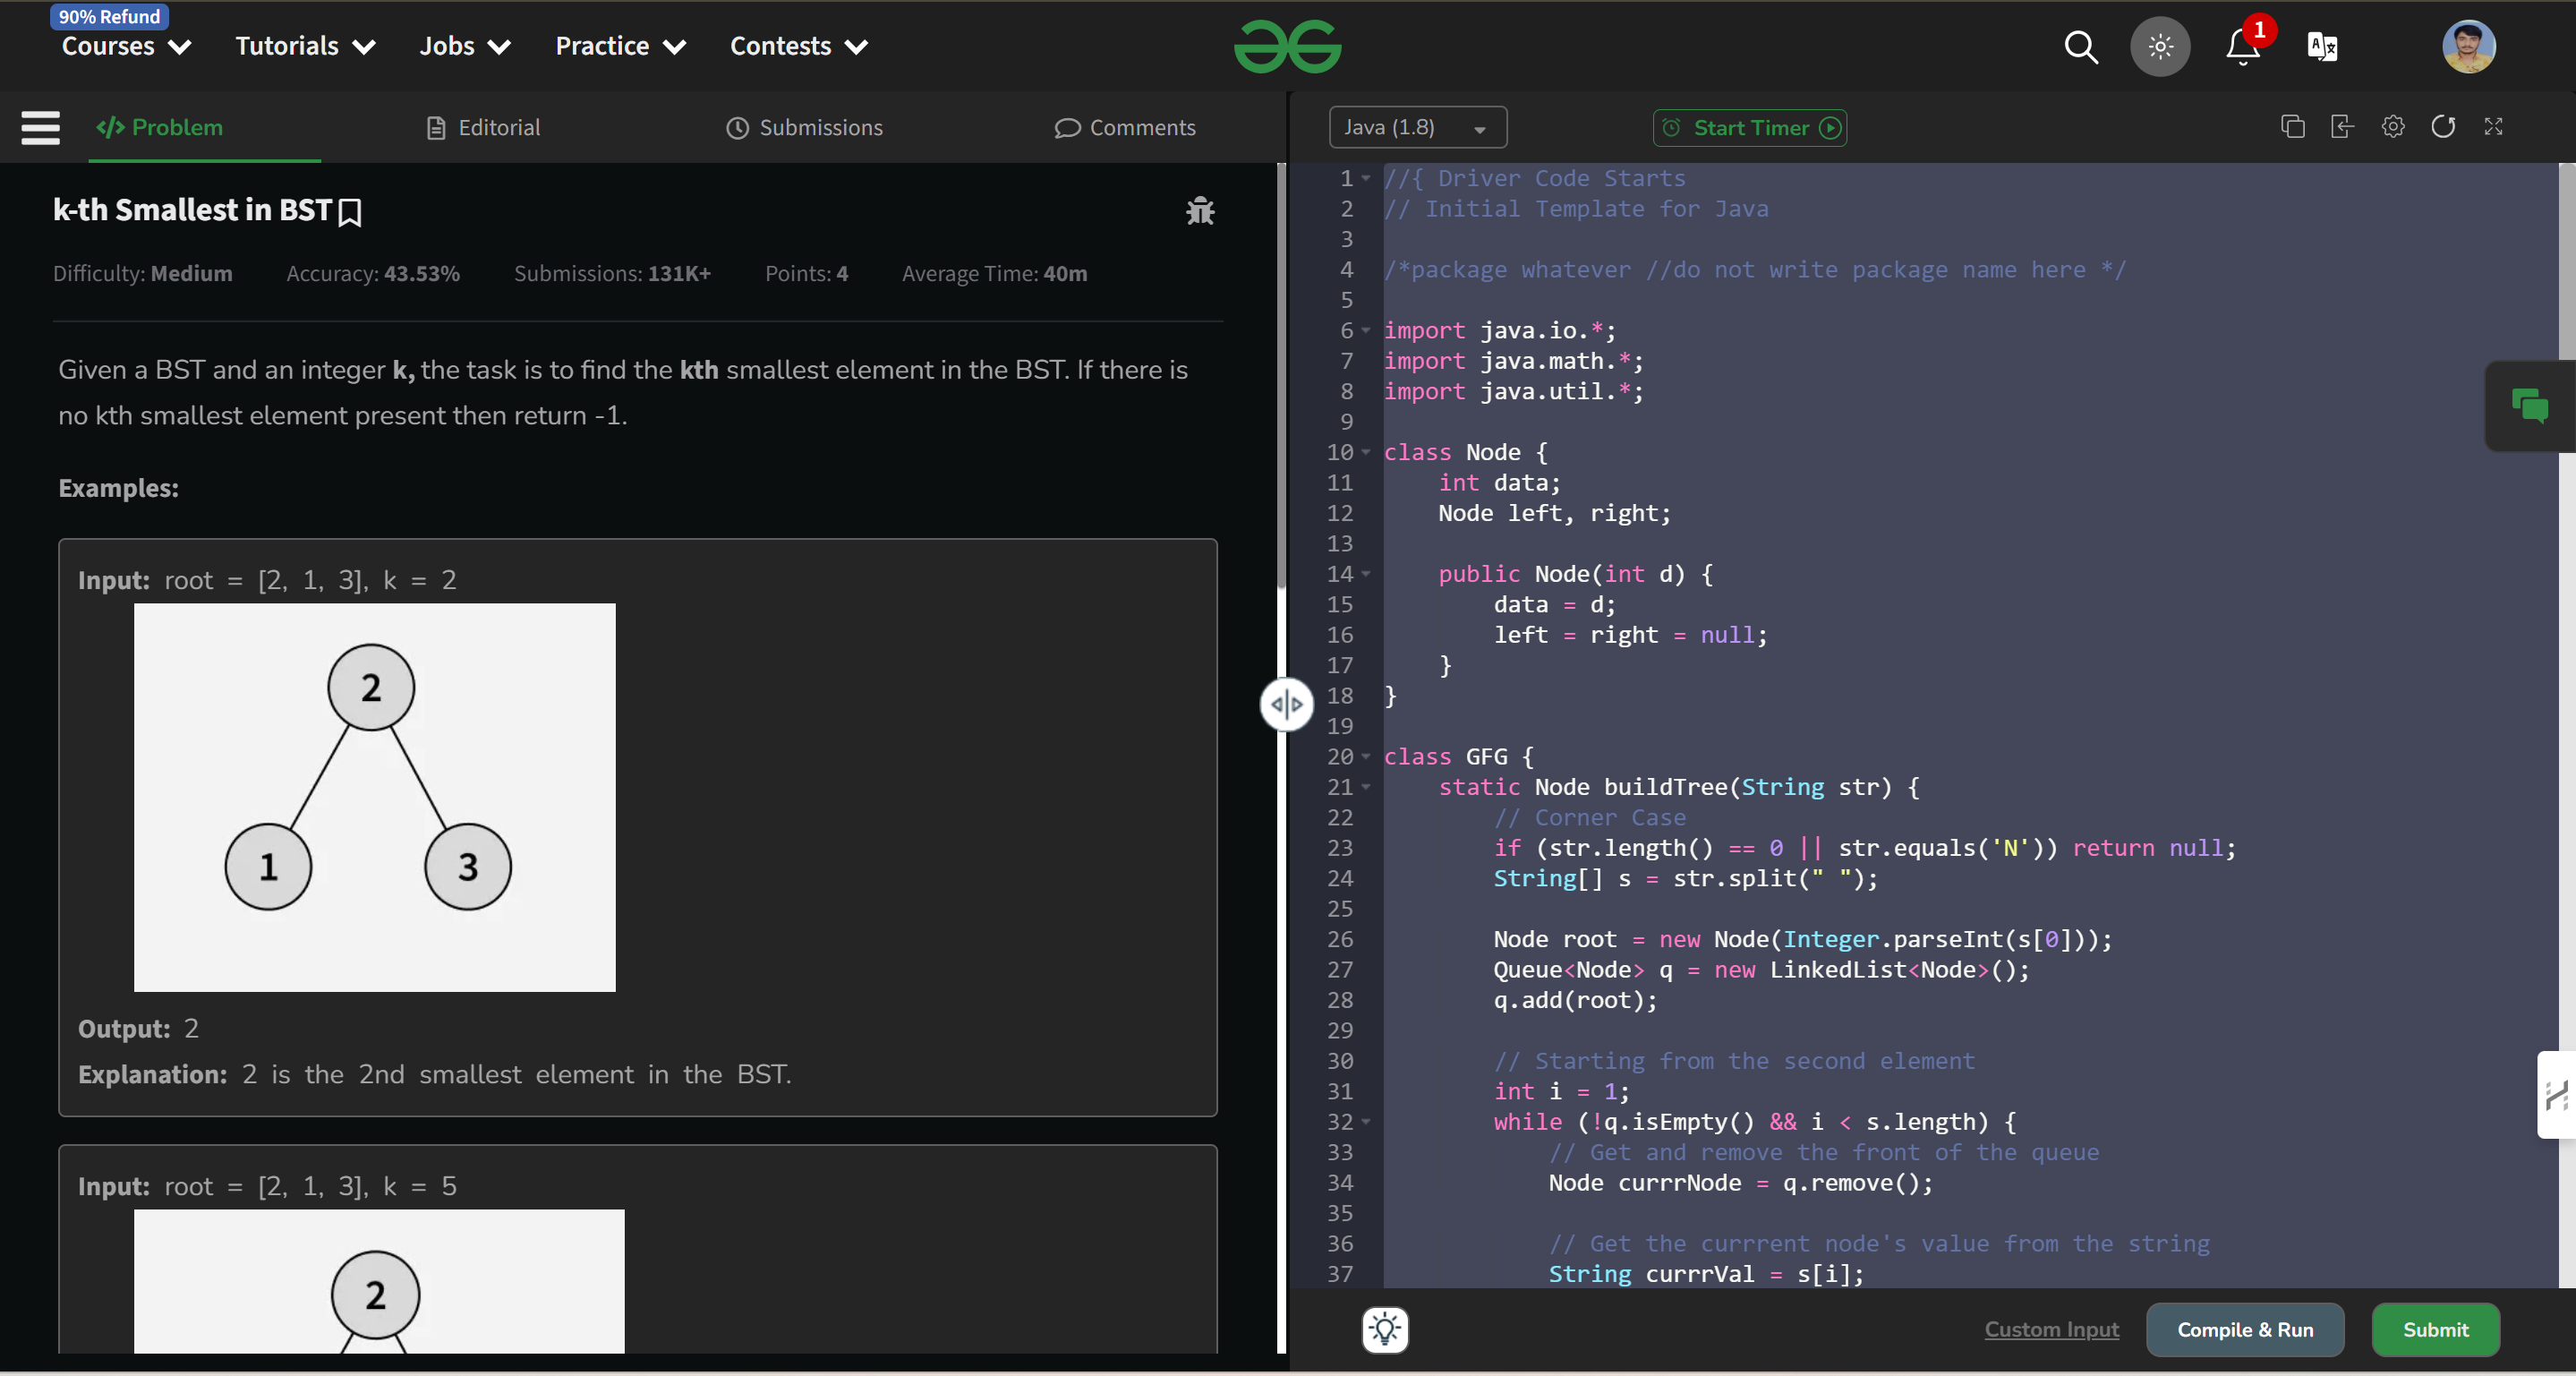 90% Refund
Courses Tutorials Jobs Practice Contests
1
</> Problem Editorial Submissions Comments
Java (1.8) Start Timer
k-th Smallest in BST
Difficulty: Medium Accuracy: 43.53% Submissions: 131K+ Points: 4 Average Time: 40m
Given a BST and an integer k, the task is to find the kth smallest element in the BST. If there is
no kth smallest element present then return -1.
Examples:
Input: root = [2, 1, 3], k = 2
2
1 3
Output: 2
Explanation: 2 is the 2nd smallest element in the BST.
Input: root = [2, 1, 3], k = 5
2
1 //{ Driver Code Starts
2 // Initial Template for Java
3
4 /*package whatever //do not write package name here */
5
6 import java.io.*;
7 import java.math.*;
8 import java.util.*;
9
10 class Node {
11     int data;
12     Node left, right;
13
14     public Node(int d) {
15         data = d;
16         left = right = null;
17     }
18 }
19
20 class GFG {
21     static Node buildTree(String str) {
22         // Corner Case
23         if (str.length() == 0 || str.equals('N')) return null;
24         String[] s = str.split(" ");
25
26         Node root = new Node(Integer.parseInt(s[0]));
27         Queue<Node> q = new LinkedList<Node>();
28         q.add(root);
29
30         // Starting from the second element
31         int i = 1;
32         while (!q.isEmpty() && i < s.length) {
33             // Get and remove the front of the queue
34             Node currrNode = q.remove();
35
36             // Get the currrent node's value from the string
37             String currrVal = s[i];
Custom Input Compile & Run Submit